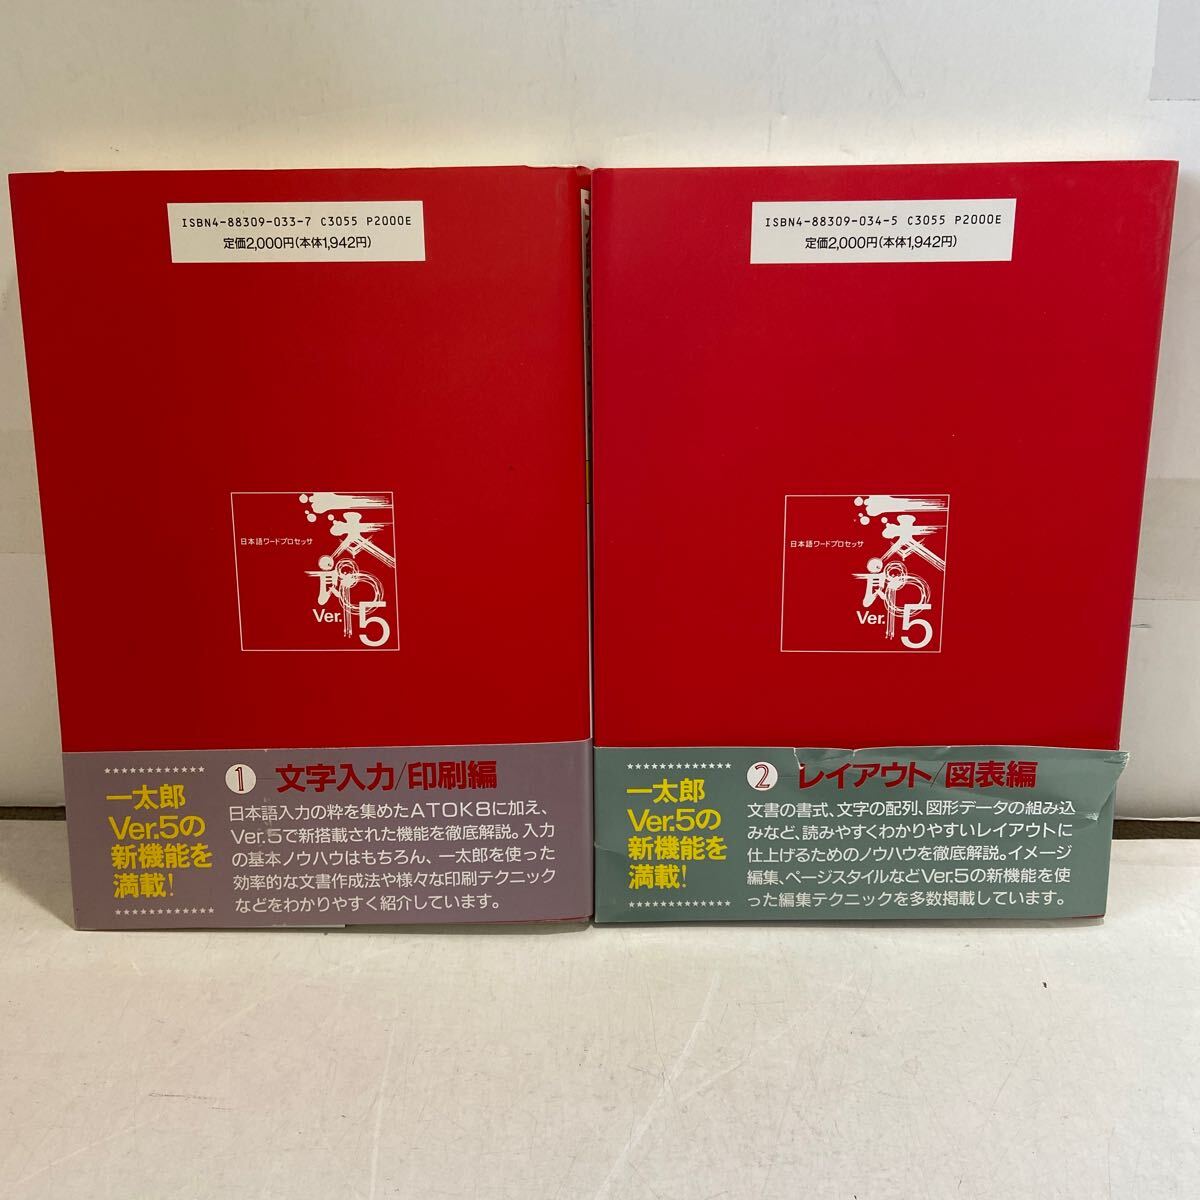 ISBN4-88309-033-7 C3055 P2000E
定価2,000円(本体1,942円)
日本語ワードプロセッサ
一太郎
Ver.5
一太郎
Ver.5の
新機能を
満載!
1 文字入力/印刷編
日本語入力の粋を集めたATOK8に加え、
Ver.5で新搭載された機能を徹底解説。入力
の基本ノウハウはもちろん、一太郎を使った
効率的な文書作成法や様々な印刷テクニック
などをわかりやすく紹介しています。
ISBN4-88309-034-5 C3055 P2000E
定価2,000円(本体1,942円)
日本語ワードプロセッサ
一太郎
Ver.5
一太郎
Ver.5の
新機能を
満載!
2 レイアウト/図表編
文書の書式、文字の配列、図形データの組み込
みなど、読みやすくわかりやすいレイアウトに
仕上げるためのノウハウを徹底解説。イメージ
編集、ページスタイルなどVer.5の新機能を使
った編集テクニックを多数掲載しています。